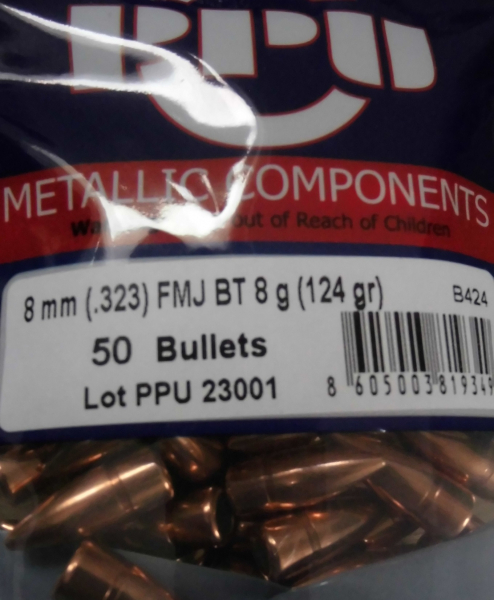 PPU
METALLIC COMPONENTS
out of Reach of Children
8 mm (.323) FMJ BT 8 g (124 gr)
B424
50 Bullets
Lot PPU 23001
8 605003 819349